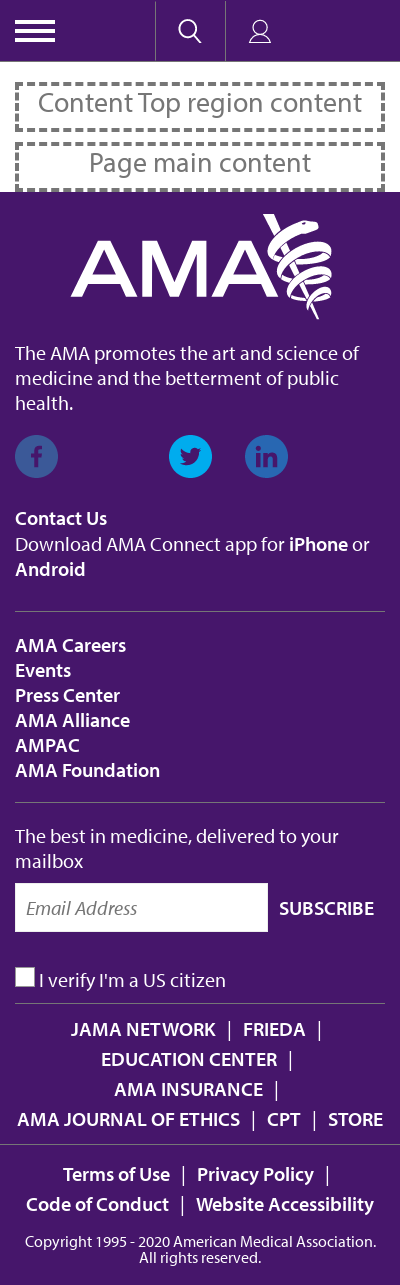 Content Top region content
Page main content
AMA
The AMA promotes the art and science of
medicine and the betterment of public
health.
Contact Us
Download AMA Connect app for iPhone or
Android
AMA Careers
Events
Press Center
AMA Alliance
AMPAC
AMA Foundation
The best in medicine, delivered to your
mailbox
Email Address SUBSCRIBE
I verify I'm a US citizen
JAMA NETWORK | FRIEDA |
EDUCATION CENTER |
AMA INSURANCE |
AMA JOURNAL OF ETHICS | CPT | STORE
Terms of Use | Privacy Policy |
Code of Conduct | Website Accessibility
Copyright 1995 - 2020 American Medical Association.
All rights reserved.